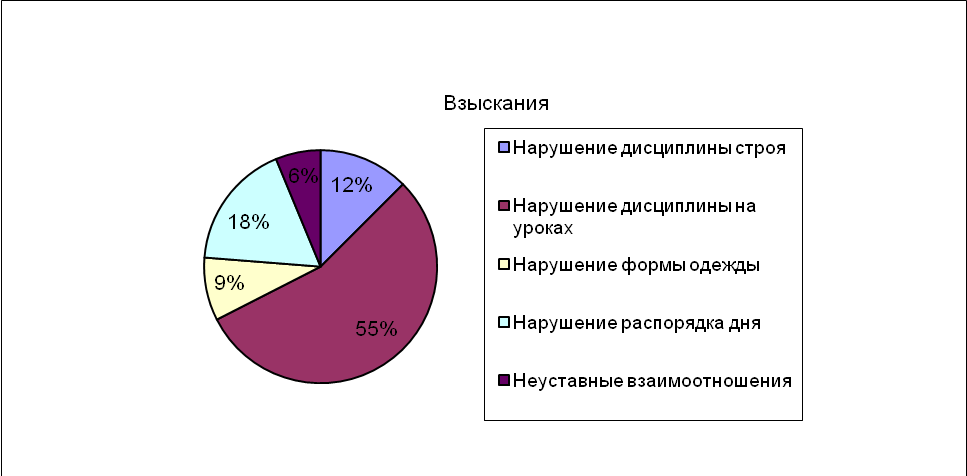 Взыскания
6%
12%
18%
9%
55%
Нарушение дисциплины строя
Нарушение дисциплины на
уроках
Нарушение формы одежды
Нарушение распорядка дня
Неуставные взаимоотношения